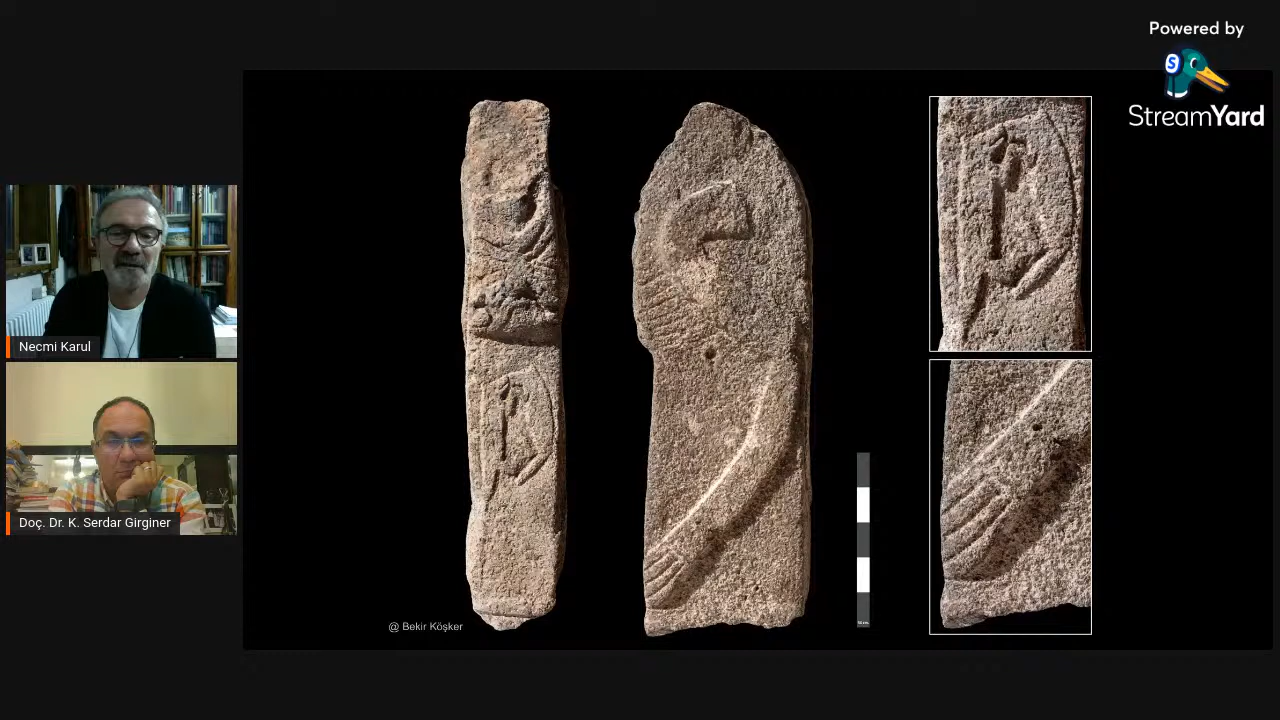 Powered by
StreamYard
Necmi Karul
Doç. Dr. K. Serdar Girginer
@ Bekir Köşker